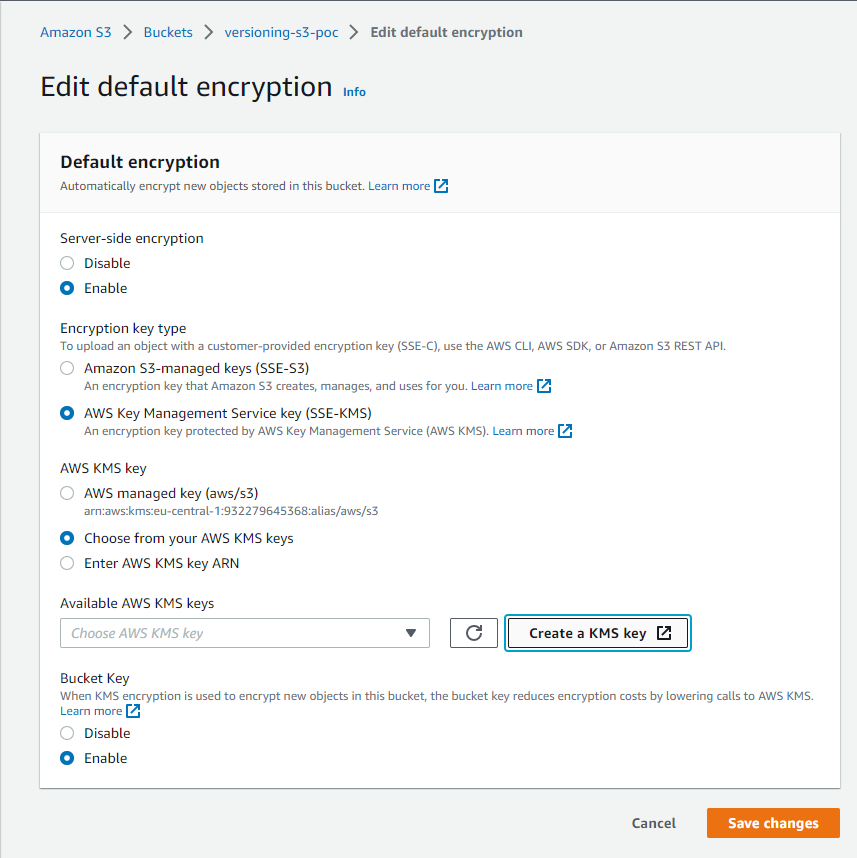 Amazon S3 > Buckets > versioning-s3-poc > Edit default encryption
Edit default encryption Info
Default encryption
Automatically encrypt new objects stored in this bucket. Learn more
Server-side encryption
Disable
Enable
Encryption key type
To upload an object with a customer-provided encryption key (SSE-C), use the AWS CLI, AWS SDK, or Amazon S3 REST API.
Amazon S3-managed keys (SSE-S3)
An encryption key that Amazon S3 creates, manages, and uses for you. Learn more
AWS Key Management Service key (SSE-KMS)
An encryption key protected by AWS Key Management Service (AWS KMS). Learn more
AWS KMS key
AWS managed key (aws/s3)
arn:aws:kms:eu-central-1:932279645368:alias/aws/s3
Choose from your AWS KMS keys
Enter AWS KMS key ARN
Available AWS KMS keys
Choose AWS KMS key Create a KMS key
Bucket Key
When KMS encryption is used to encrypt new objects in this bucket, the bucket key reduces encryption costs by lowering calls to AWS KMS.
Learn more
Disable
Enable
Cancel Save changes